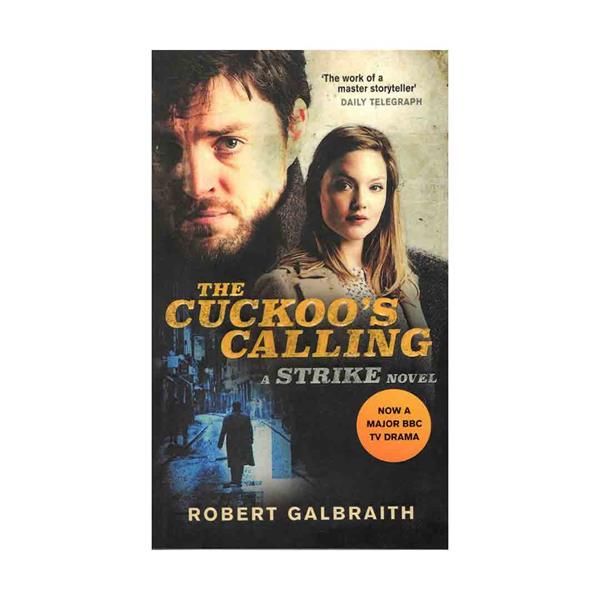 'The work of a
master storyteller'
DAILY TELEGRAPH
THE
CUCKOO'S
CALLING
A STRIKE NOVEL
NOW A
MAJOR BBC
TV DRAMA
ROBERT GALBRAITH